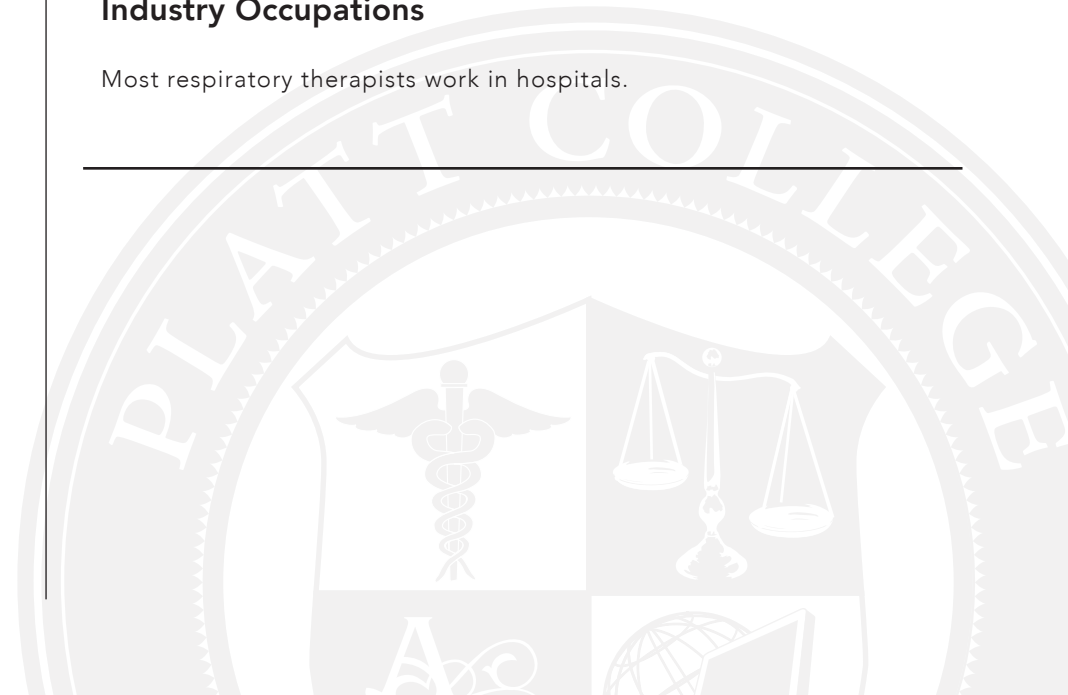 Industry Occupations
Most respiratory therapists work in hospitals.
PLATT COLLEGE